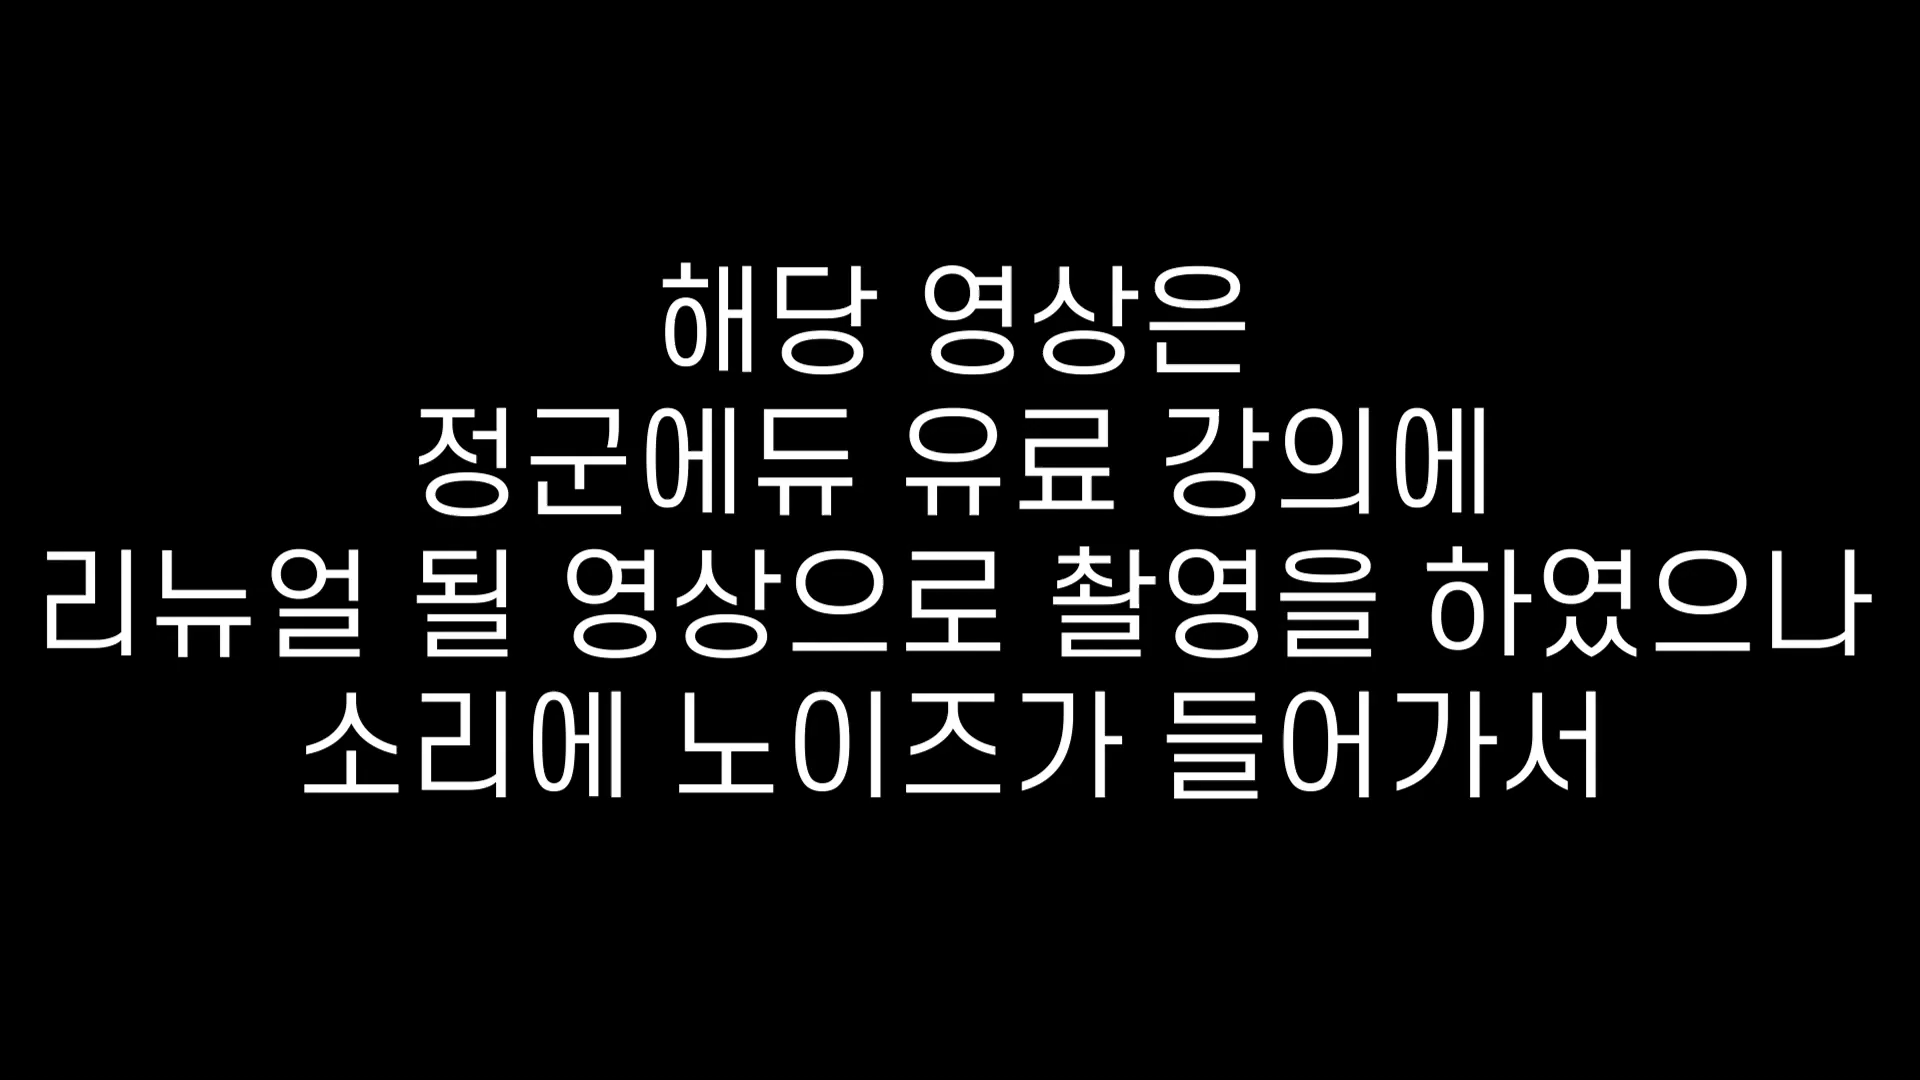 해당 영상은
정군에듀 유료 강의에
리뉴얼 될 영상으로 촬영을 하였으나
소리에 노이즈가 들어가서